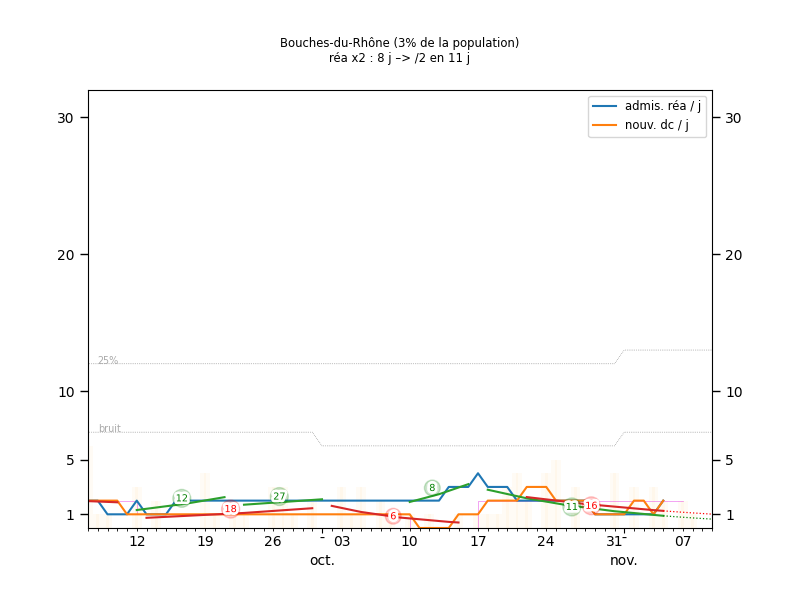 Bouches-du-Rhône (3% de la population)
réa x2 : 8 j –> /2 en 11 j
admis. réa / j
nouv. dc / j
30 30
20 20
25%
10 10
bruit
5 5
8
12 27
11 16
18
6
1 1
12 19 26 - 03 10 17 24 31- 07
oct. nov.